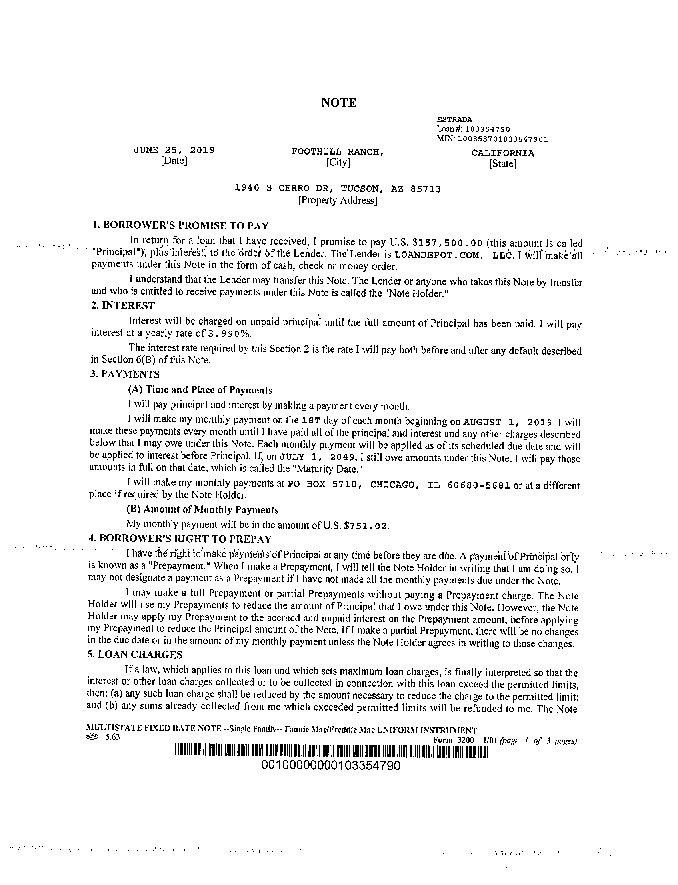 NOTE
ESTRADA
Loan#: 103354790
MIN: 100853701033547901
JUNE 25, 2019 FOOTHILL RANCH, CALIFORNIA
[Date] [City] [State]
1940 S CERRO DR, TUCSON, AZ 85713
[Property Address]
1. BORROWER'S PROMISE TO PAY
In return for a loan that I have received, I promise to pay U.S. $157,500.00 (this amount is called
"Principal"), plus interest, to the order of the Lender. The Lender is LOANDEPOT.COM, LLC. I will make all
payments under this Note in the form of cash, check or money order.
I understand that the Lender may transfer this Note. The Lender or anyone who takes this Note by transfer
and who is entitled to receive payments under this Note is called the "Note Holder."
2. INTEREST
Interest will be charged on unpaid principal until the full amount of Principal has been paid. I will pay
interest at a yearly rate of 3.990%.
The interest rate required by this Section 2 is the rate I will pay both before and after any default described
in Section 6(B) of this Note.
3. PAYMENTS
(A) Time and Place of Payments
I will pay principal and interest by making a payment every month.
I will make my monthly payment on the 1ST day of each month beginning on AUGUST 1, 2019 I will
make these payments every month until I have paid all of the principal and interest and any other charges described
below that I may owe under this Note. Each monthly payment will be applied as of its scheduled due date and will
be applied to interest before Principal. If, on JULY 1, 2049, I still owe amounts under this Note, I will pay those
amounts in full on that date, which is called the "Maturity Date."
I will make my monthly payments at PO BOX 5710, CHICAGO, IL 60680-5681 or at a different
place if required by the Note Holder.
(B) Amount of Monthly Payments
My monthly payment will be in the amount of U.S. $751.02.
4. BORROWER'S RIGHT TO PREPAY
I have the right to make payments of Principal at any time before they are due. A payment of Principal only
is known as a "Prepayment." When I make a Prepayment, I will tell the Note Holder in writing that I am doing so. I
may not designate a payment as a Prepayment if I have not made all the monthly payments due under the Note.
I may make a full Prepayment or partial Prepayments without paying a Prepayment charge. The Note
Holder will use my Prepayments to reduce the amount of Principal that I owe under this Note. However, the Note
Holder may apply my Prepayment to the accrued and unpaid interest on the Prepayment amount, before applying
my Prepayment to reduce the Principal amount of the Note. If I make a partial Prepayment, there will be no changes
in the due date or in the amount of my monthly payment unless the Note Holder agrees in writing to those changes.
5. LOAN CHARGES
If a law, which applies to this loan and which sets maximum loan charges, is finally interpreted so that the
interest or other loan charges collected or to be collected in connection with this loan exceed the permitted limits,
then: (a) any such loan charge shall be reduced by the amount necessary to reduce the charge to the permitted limit;
and (b) any sums already collected from me which exceeded permitted limits will be refunded to me. The Note
MULTISTATE FIXED RATE NOTE --Single Family-- Fannie Mae/Freddie Mac UNIFORM INSTRUMENT
5.63 Form 3200 1/01 (page 1 of 3 pages)
00100000000103354790